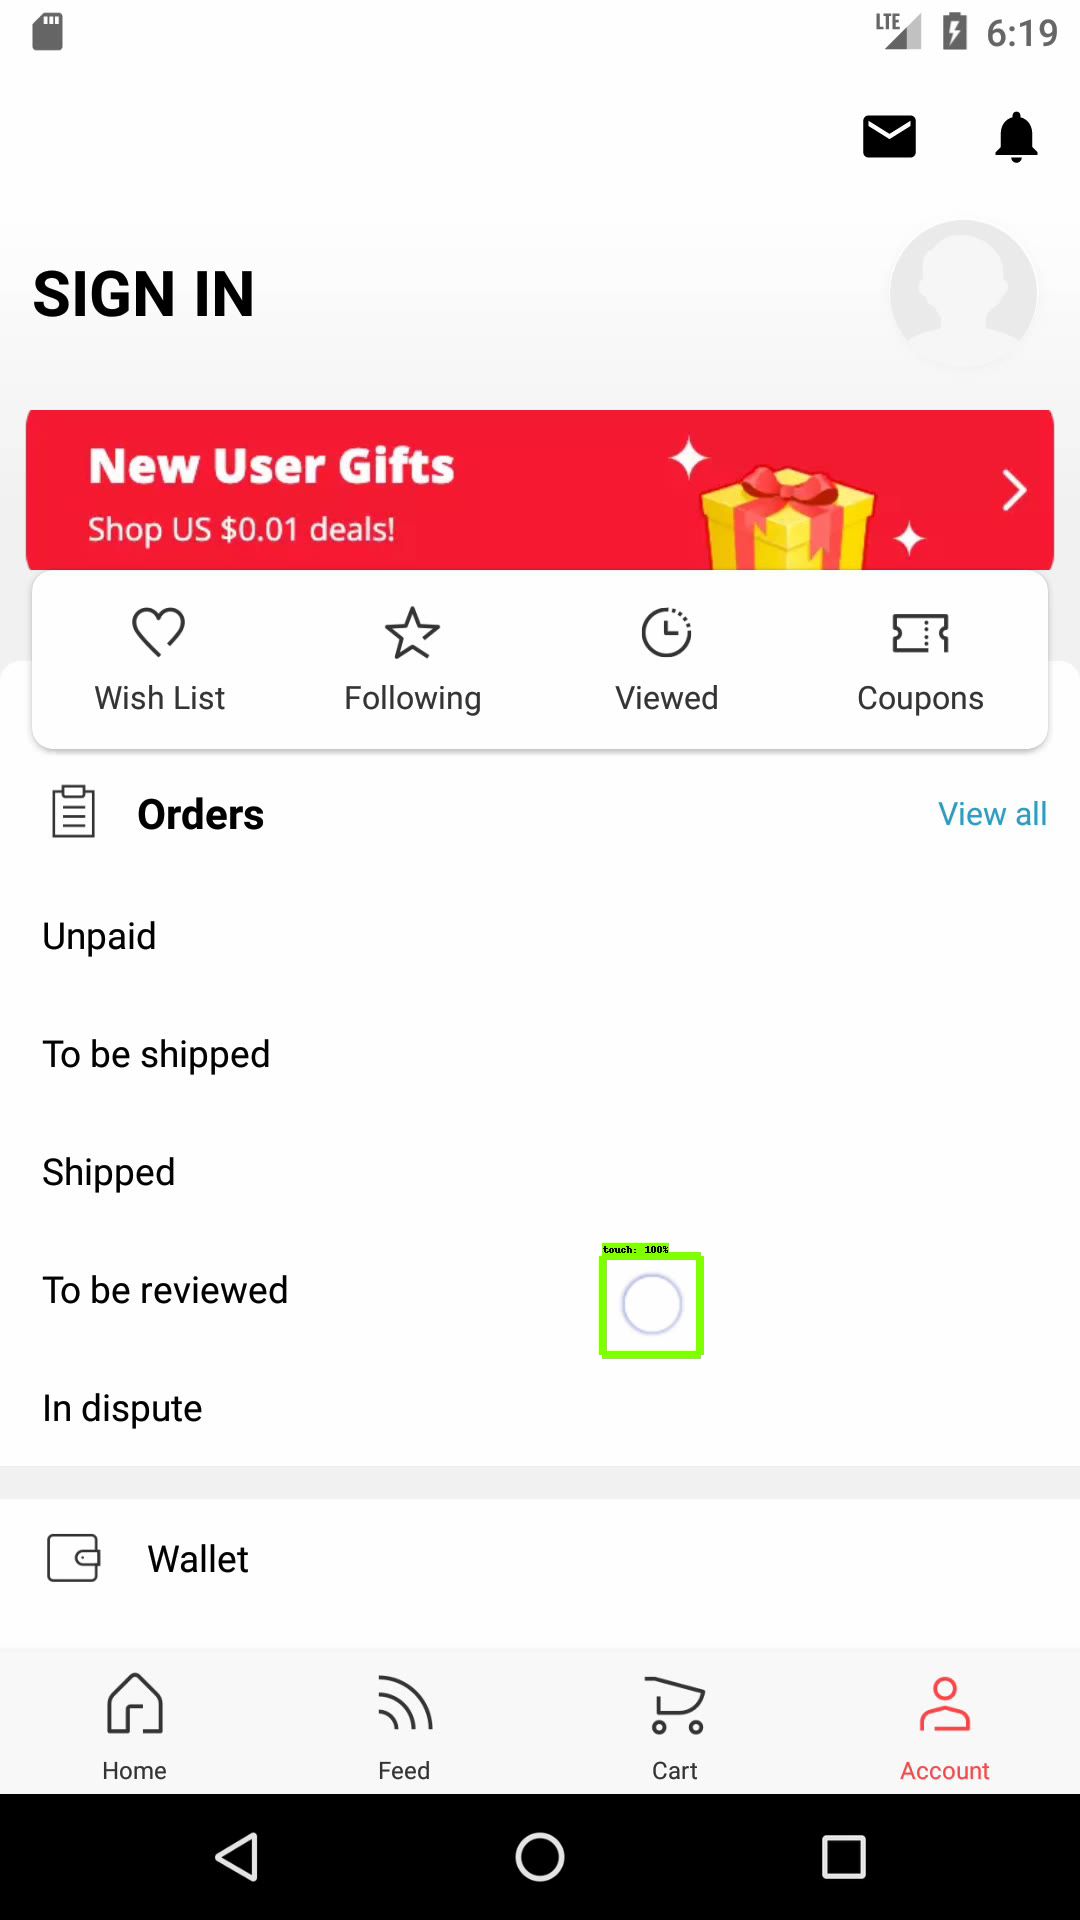 LTE 6:19
SIGN IN
New User Gifts
Shop US $0.01 deals!
Wish List Following Viewed Coupons
Orders View all
Unpaid
To be shipped
Shipped
touch: 100%
To be reviewed
In dispute
Wallet
Home Feed Cart Account